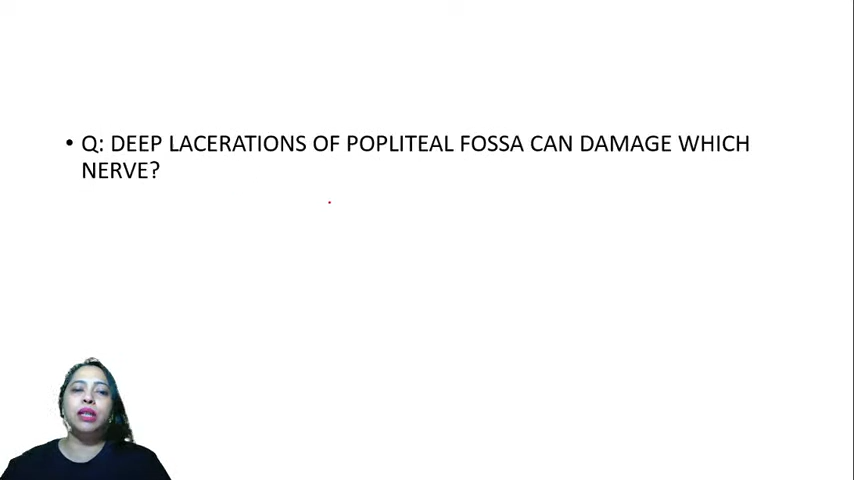 • Q: DEEP LACERATIONS OF POPLITEAL FOSSA CAN DAMAGE WHICH
NERVE?